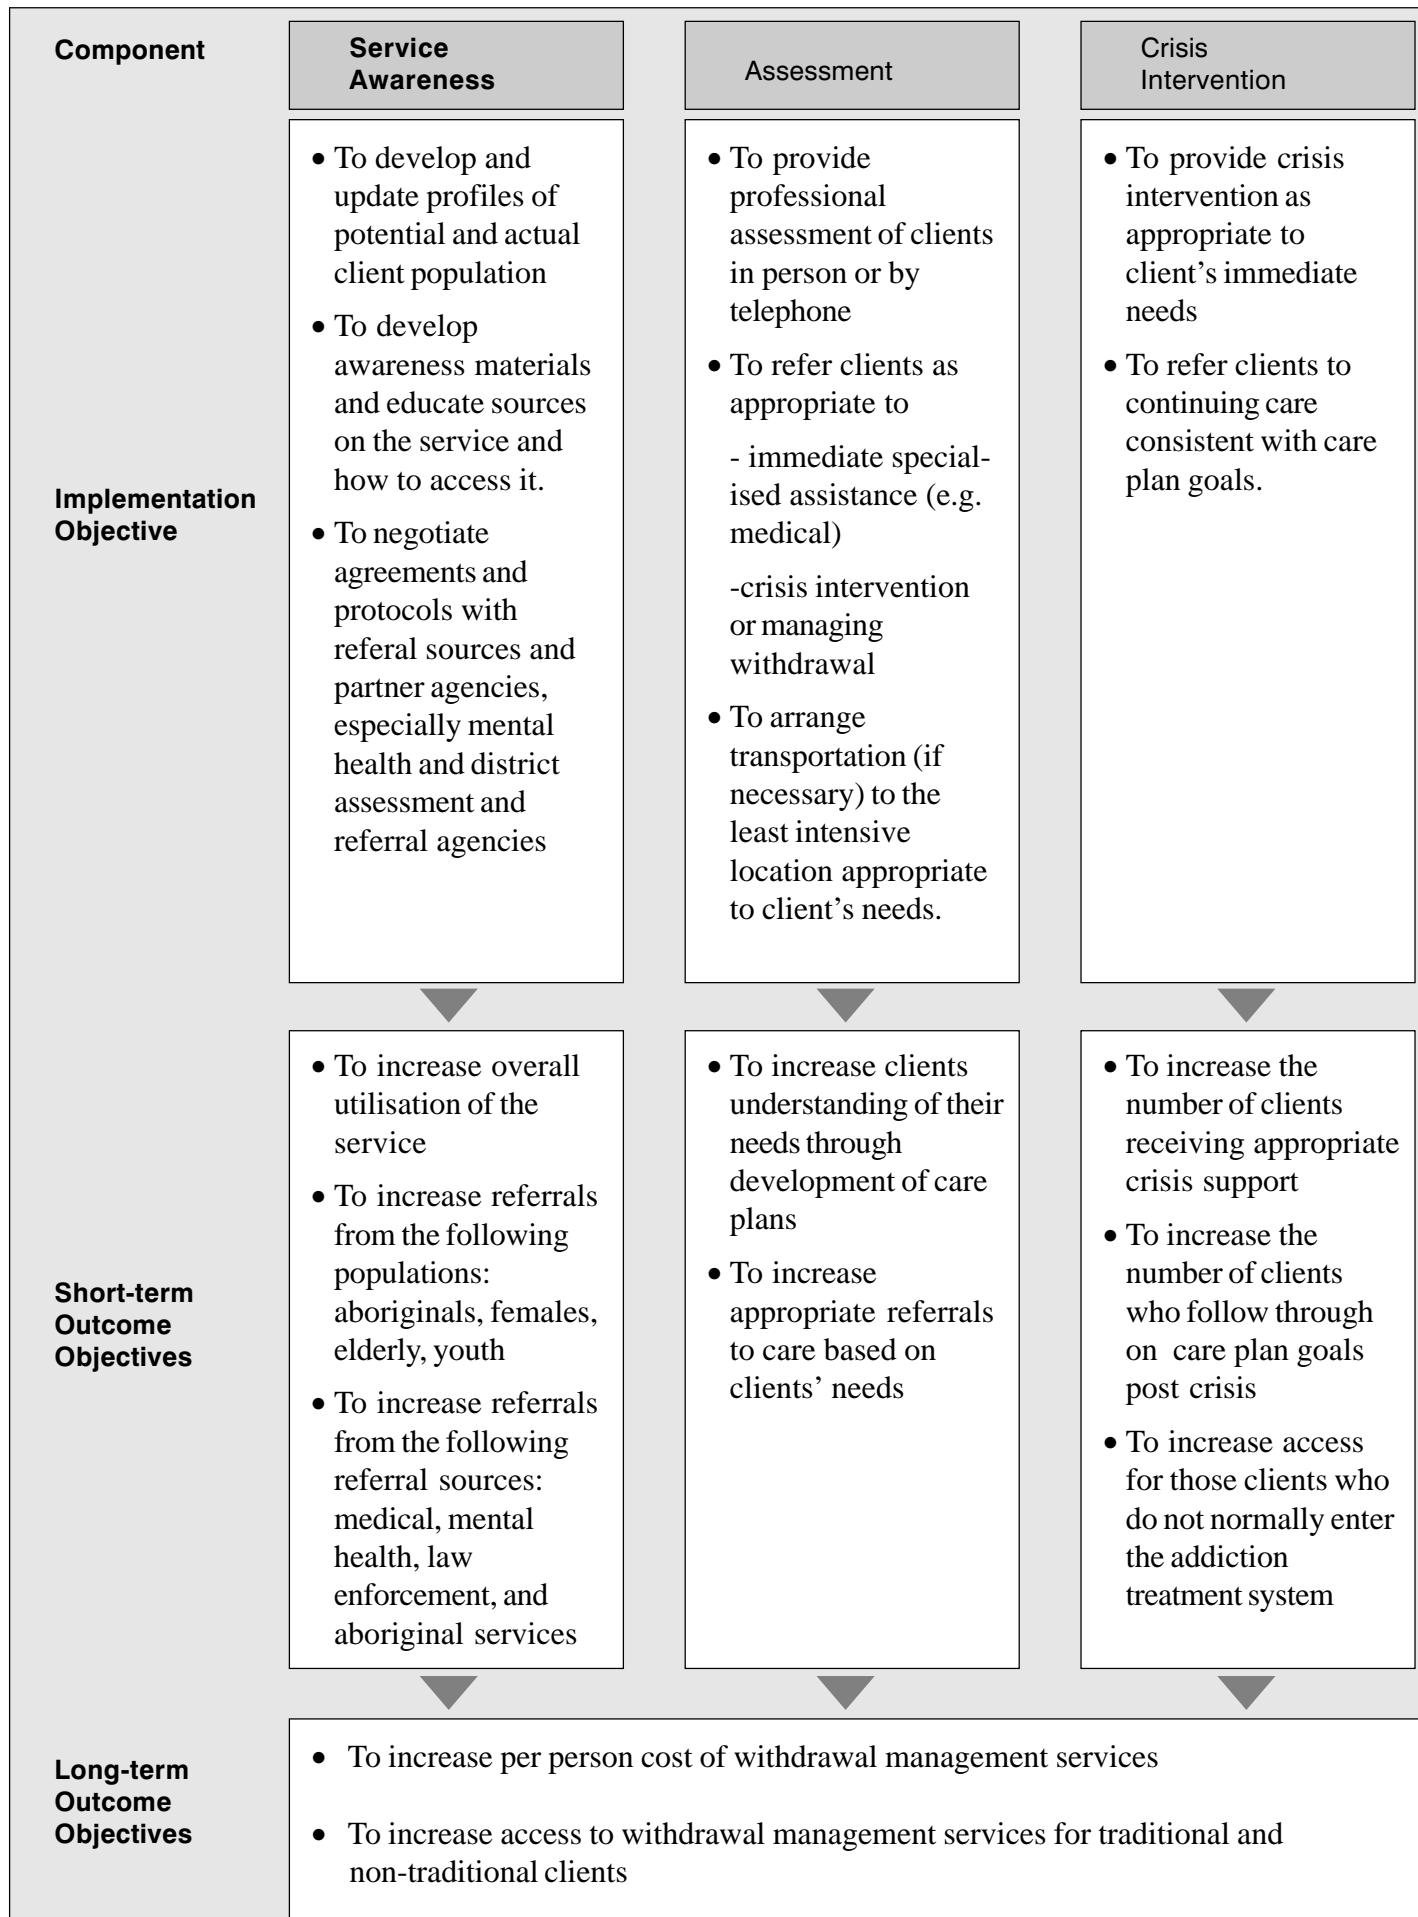 Component
Service
Awareness
Assessment
Crisis
Intervention
Implementation
Objective
• To develop and
update profiles of
potential and actual
client population
• To develop
awareness materials
and educate sources
on the service and
how to access it.
• To negotiate
agreements and
protocols with
referal sources and
partner agencies,
especially mental
health and district
assessment and
referral agencies
• To provide
professional
assessment of clients
in person or by
telephone
• To refer clients as
appropriate to
- immediate special-
ised assistance (e.g.
medical)
-crisis intervention
or managing
withdrawal
• To arrange
transportation (if
necessary) to the
least intensive
location appropriate
to client’s needs.
• To provide crisis
intervention as
appropriate to
client’s immediate
needs
• To refer clients to
continuing care
consistent with care
plan goals.
Short-term
Outcome
Objectives
• To increase overall
utilisation of the
service
• To increase referrals
from the following
populations:
aboriginals, females,
elderly, youth
• To increase referrals
from the following
referral sources:
medical, mental
health, law
enforcement, and
aboriginal services
• To increase clients
understanding of their
needs through
development of care
plans
• To increase
appropriate referrals
to care based on
clients’ needs
• To increase the
number of clients
receiving appropriate
crisis support
• To increase the
number of clients
who follow through
on care plan goals
post crisis
• To increase access
for those clients who
do not normally enter
the addiction
treatment system
Long-term
Outcome
Objectives
• To increase per person cost of withdrawal management services
• To increase access to withdrawal management services for traditional and
non-traditional clients